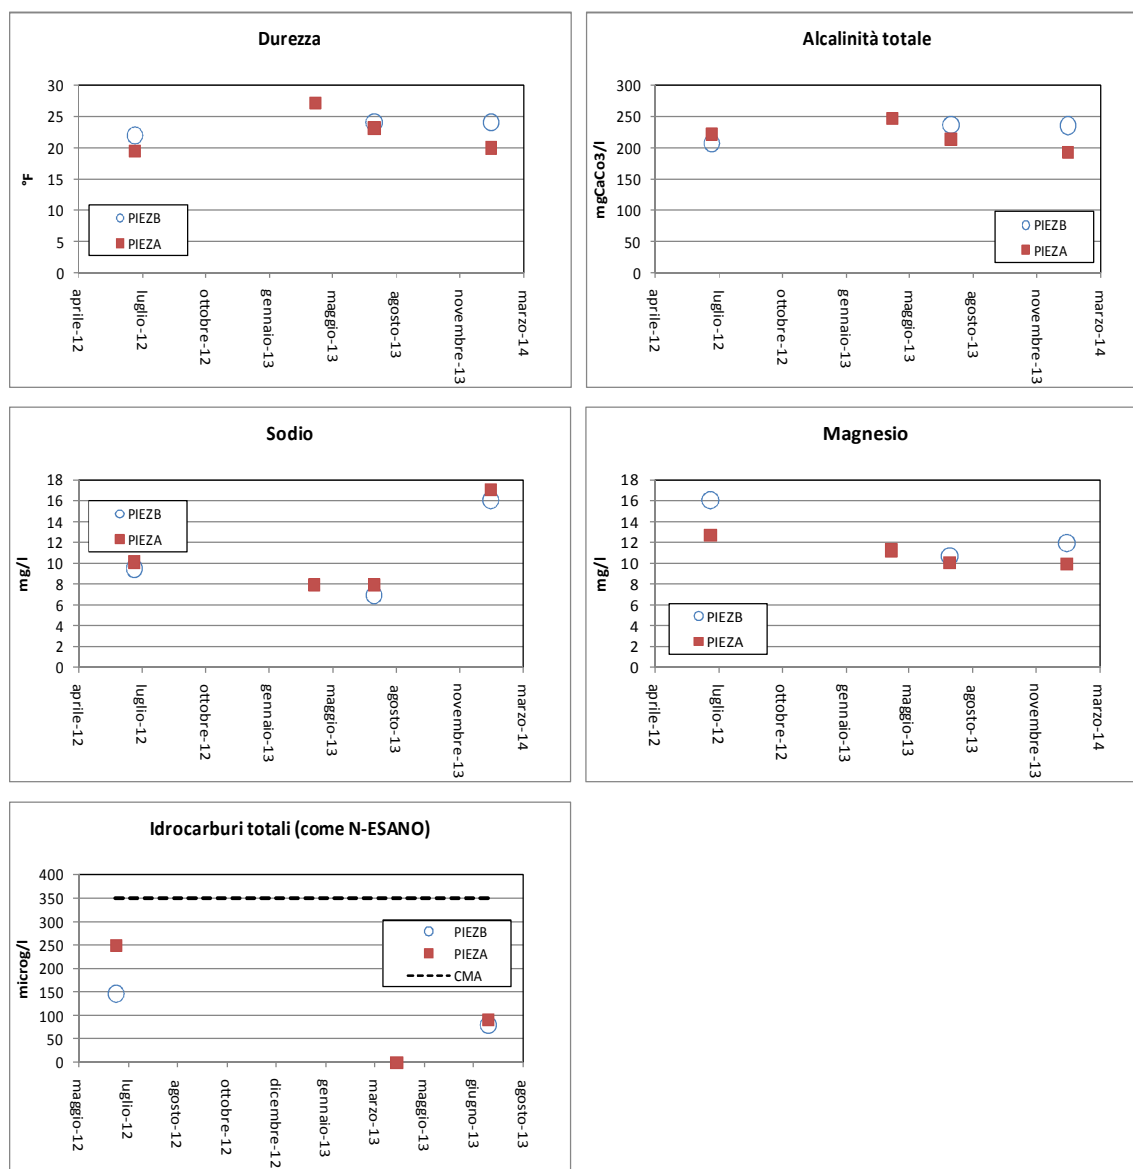 Durezza
30
25
20
15
10
5
0
°F
PIEZB
PIEZA
aprile-12
luglio-12
ottobre-12
gennaio-13
maggio-13
agosto-13
novembre-13
marzo-14
Alcalinità totale
300
250
200
150
100
50
0
mgCaCo3/l
PIEZB
PIEZA
aprile-12
luglio-12
ottobre-12
gennaio-13
maggio-13
agosto-13
novembre-13
marzo-14
Sodio
18
16
14
12
10
8
6
4
2
0
mg/l
PIEZB
PIEZA
aprile-12
luglio-12
ottobre-12
gennaio-13
maggio-13
agosto-13
novembre-13
marzo-14
Magnesio
18
16
14
12
10
8
6
4
2
0
mg/l
PIEZB
PIEZA
aprile-12
luglio-12
ottobre-12
gennaio-13
maggio-13
agosto-13
novembre-13
marzo-14
Idrocarburi totali (come N-ESANO)
400
350
300
250
200
150
100
50
0
microg/l
PIEZB
PIEZA
CMA
maggio-12
luglio-12
agosto-12
ottobre-12
dicembre-12
gennaio-13
marzo-13
maggio-13
giugno-13
agosto-13